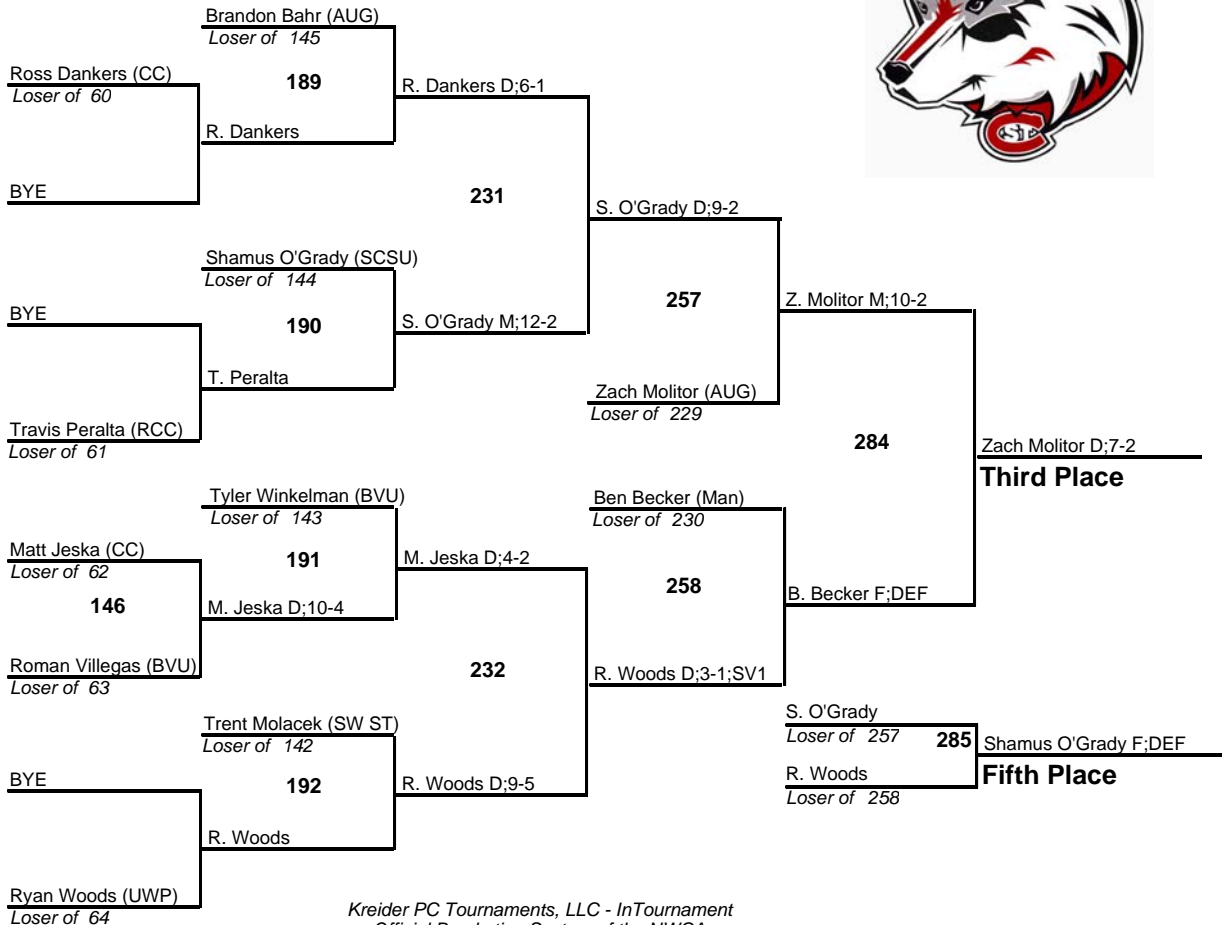 Brandon Bahr (AUG)
Loser of 145
Ross Dankers (CC)
Loser of 60
189
R. Dankers D;6-1
R. Dankers
BYE
231
S. O'Grady D;9-2
Shamus O'Grady (SCSU)
Loser of 144
257
Z. Molitor M;10-2
BYE
190
S. O'Grady M;12-2
T. Peralta
Zach Molitor (AUG)
Loser of 229
Travis Peralta (RCC)
Loser of 61
284
Zach Molitor D;7-2
Third Place
Tyler Winkelman (BVU)
Loser of 143
Ben Becker (Man)
Loser of 230
Matt Jeska (CC)
Loser of 62
191
M. Jeska D;4-2
258
B. Becker F;DEF
146
M. Jeska D;10-4
Roman Villegas (BVU)
Loser of 63
232
R. Woods D;3-1;SV1
Trent Molacek (SW ST)
Loser of 142
S. O'Grady
Loser of 257
285
Shamus O'Grady F;DEF
Fifth Place
R. Woods
Loser of 258
BYE
192
R. Woods D;9-5
R. Woods
Ryan Woods (UWP)
Loser of 64
Kreider PC Tournaments, LLC - InTournament